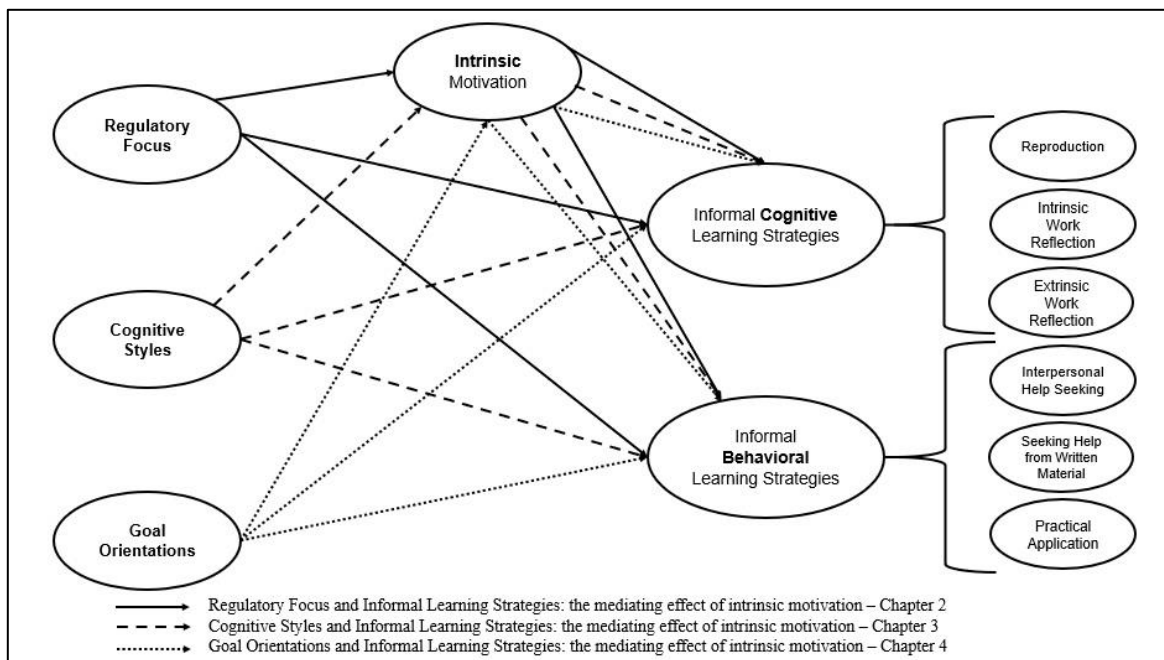 Intrinsic
Motivation
Regulatory
Focus
Informal Cognitive
Learning Strategies
Cognitive
Styles
Informal
Behavioral
Learning Strategies
Goal
Orientations
Reproduction
Intrinsic
Work
Reflection
Extrinsic
Work
Reflection
Interpersonal
Help Seeking
Seeking Help
from Written
Material
Practical
Application
Regulatory Focus and Informal Learning Strategies: the mediating effect of intrinsic motivation – Chapter 2
Cognitive Styles and Informal Learning Strategies: the mediating effect of intrinsic motivation – Chapter 3
Goal Orientations and Informal Learning Strategies: the mediating effect of intrinsic motivation – Chapter 4